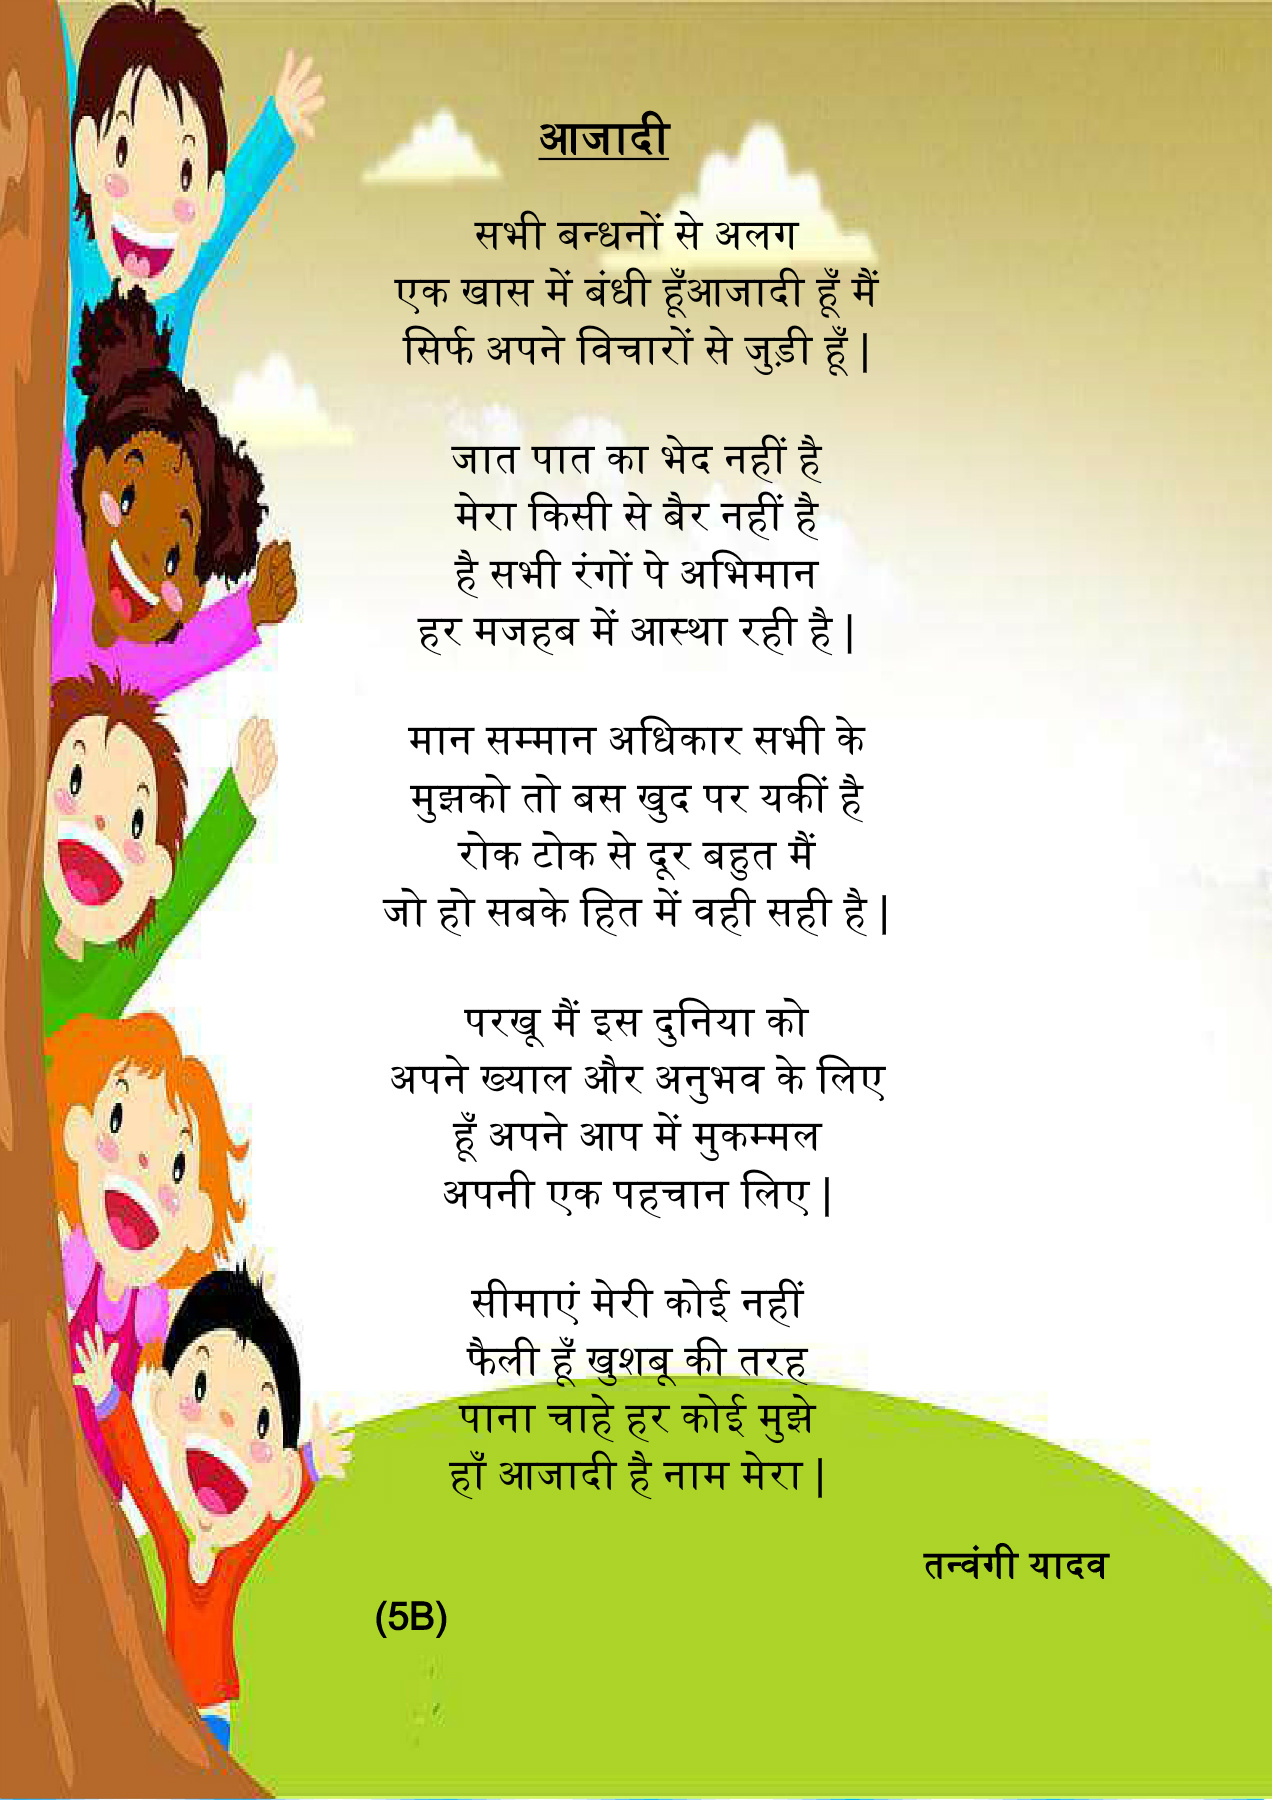 आजादी
सभी बन्धनों से अलग
एक खास में बंधी हूँआजादी हूँ मैं
सिर्फ अपने विचारों से जुड़ी हूँ |
जात पात का भेद नहीं है
मेरा किसी से बैर नहीं है
है सभी रंगों पे अभिमान
हर मजहब में आस्था रही है |
मान सम्मान अधिकार सभी के
मुझको तो बस खुद पर यकीं है
रोक टोक से दूर बहुत मैं
जो हो सबके हित में वही सही है |
परखू मैं इस दुनिया को
अपने ख्याल और अनुभव के लिए
हूँ अपने आप में मुकम्मल
अपनी एक पहचान लिए |
सीमाएं मेरी कोई नहीं
फैली हूँ खुशबू की तरह
पाना चाहे हर कोई मुझे
हाँ आजादी है नाम मेरा |
तन्वंगी यादव
(5B)